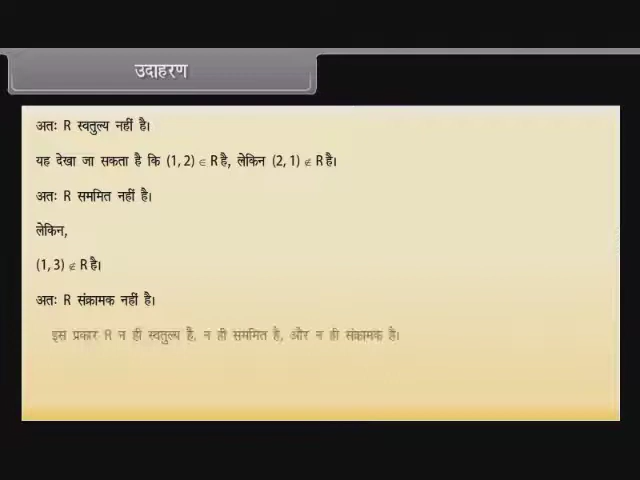 उदाहरण
अतः R स्वतुल्य नहीं है।
यह देखा जा सकता है कि (1, 2) ∈ R है, लेकिन (2, 1) ∉ R है।
अतः R सममित नहीं है।
लेकिन,
(1, 3) ∉ R है।
अतः R संक्रामक नहीं है।
इस प्रकार R न ही स्वतुल्य है, न ही सममित है, और न ही संक्रामक है।